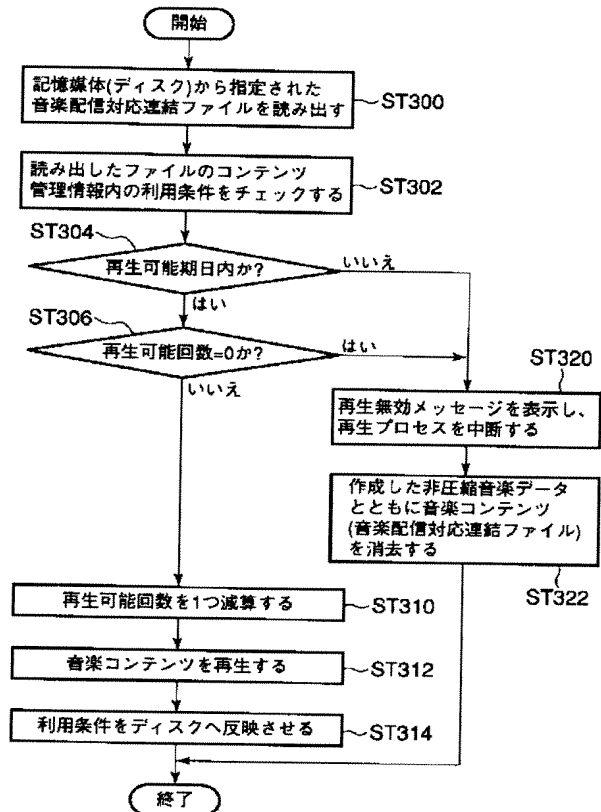 開始
記憶媒体(ディスク)から指定された
音楽配信対応連結ファイルを読み出す
ST300
読み出したファイルのコンテンツ
管理情報内の利用条件をチェックする
ST302
ST304
再生可能期日内か?
いいえ
はい
ST306
再生可能回数=0か?
はい
いいえ
ST320
再生無効メッセージを表示し、
再生プロセスを中断する
作成した非圧縮音楽データ
とともに音楽コンテンツ
(音楽配信対応連結ファイル)
を消去する
ST322
再生可能回数を1つ減算する
ST310
音楽コンテンツを再生する
ST312
利用条件をディスクへ反映させる
ST314
終了